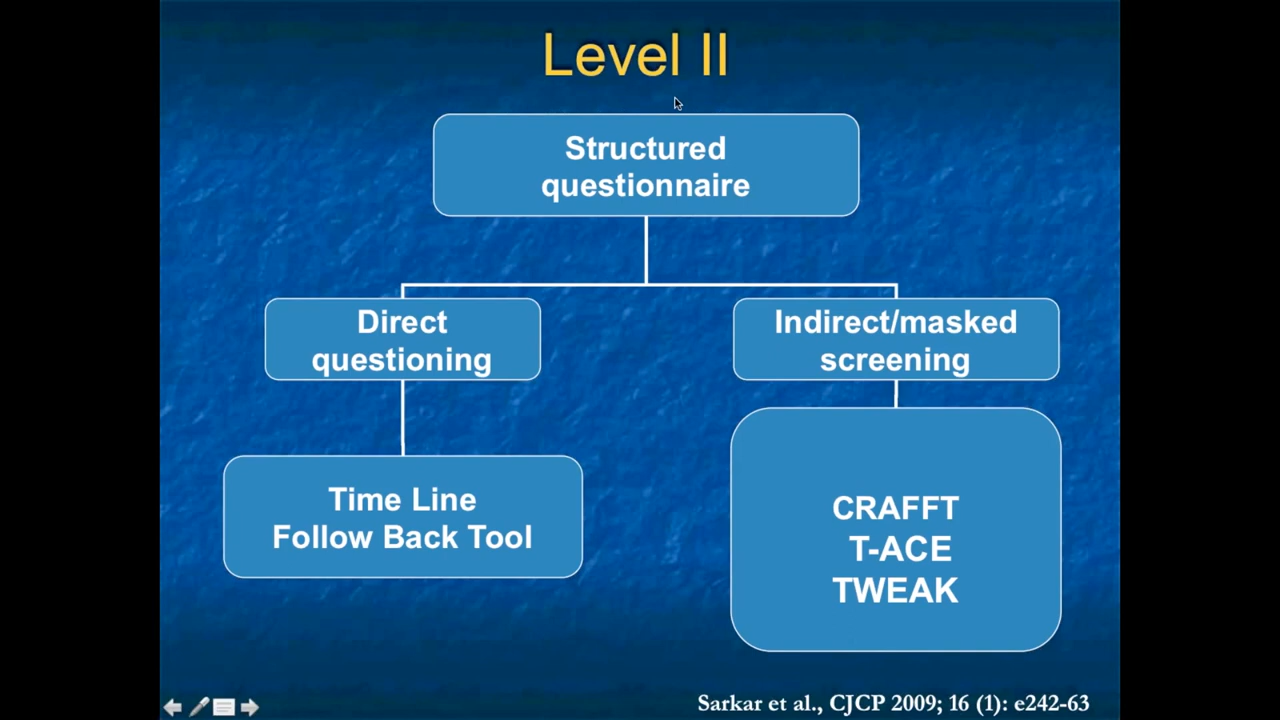 Level II
Structured
questionnaire
Direct
questioning
Indirect/masked
screening
Time Line
Follow Back Tool
CRAFFT
T-ACE
TWEAK
Sarkar et al., CJCP 2009; 16 (1): e242-63